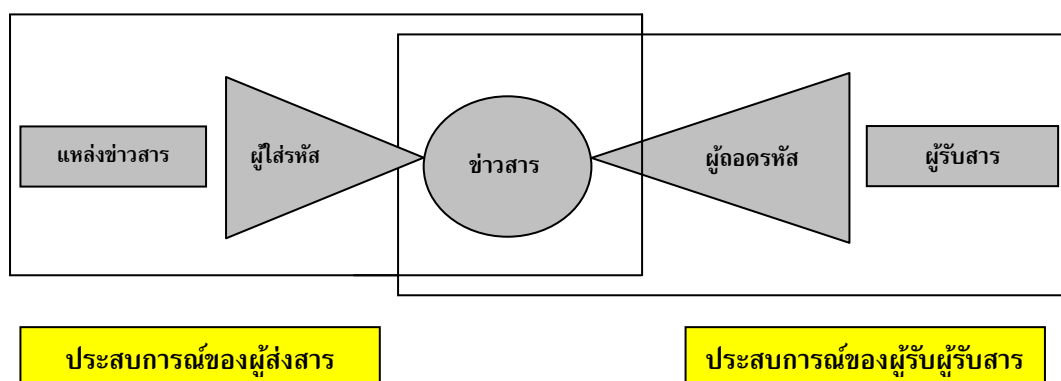 แหล่งข่าวสาร ผู้ใส่รหัส ข่าวสาร ผู้ถอดรหัส ผู้รับสาร
ประสบการณ์ของผู้ส่งสาร ประสบการณ์ของผู้รับผู้รับสาร